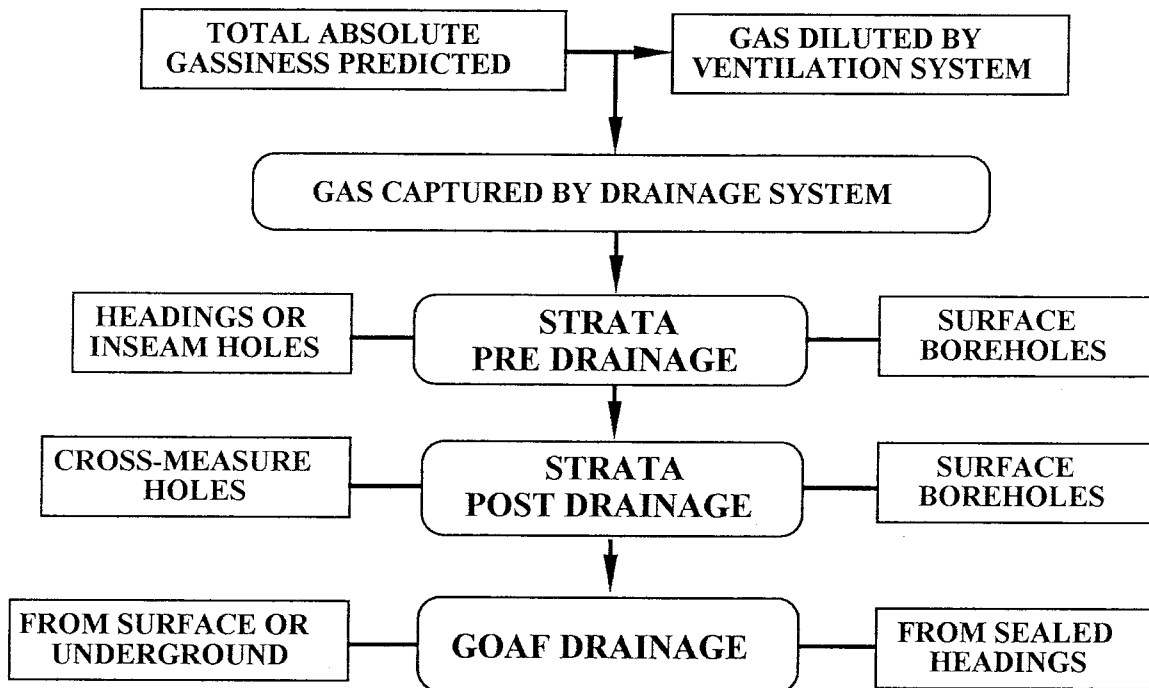 TOTAL ABSOLUTE
GASSINESS PREDICTED
GAS DILUTED BY
VENTILATION SYSTEM
GAS CAPTURED BY DRAINAGE SYSTEM
HEADINGS OR
INSEAM HOLES
STRATA
PRE DRAINAGE
SURFACE
BOREHOLES
CROSS-MEASURE
HOLES
STRATA
POST DRAINAGE
SURFACE
BOREHOLES
FROM SURFACE OR
UNDERGROUND
GOAF DRAINAGE
FROM SEALED
HEADINGS